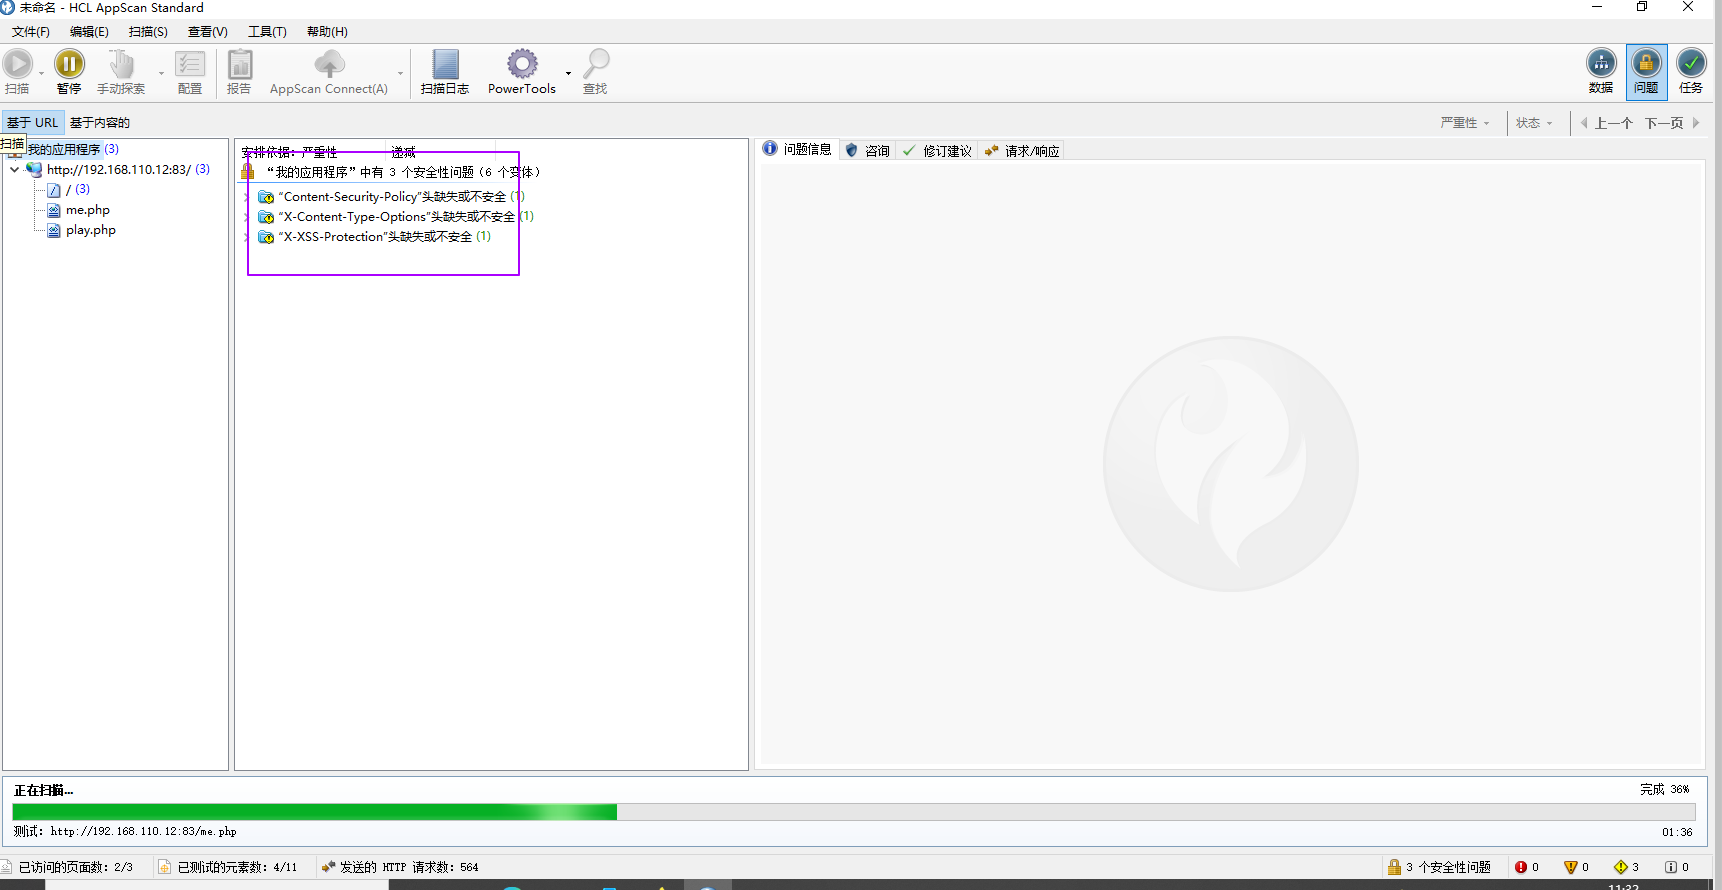 未命名 - HCL AppScan Standard
文件(F) 编辑(E) 扫描(S) 查看(V) 工具(T) 帮助(H)
扫描 暂停 手动探索 配置 报告 AppScan Connect(A) 扫描日志 PowerTools 查找 数据 问题 任务
基于 URL 基于内容的 严重性 状态 上一个 下一页
扫描
我的应用程序 (3)
http://192.168.110.12:83/ (3)
/ (3)
me.php
play.php
安排依据: 严重性 递减
“我的应用程序”中有 3 个安全性问题 (6 个变体)
“Content-Security-Policy”头缺失或不安全 (1)
“X-Content-Type-Options”头缺失或不安全 (1)
“X-XSS-Protection”头缺失或不安全 (1)
问题信息 咨询 修订建议 请求/响应
正在扫描... 完成 36%
测试: http://192.168.110.12:83/me.php 01:36
已访问的页面数: 2/3 已测试的元素数: 4/11 发送的 HTTP 请求数: 564 3 个安全性问题 0 0 3 0